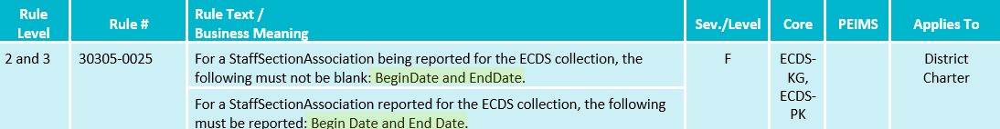 Rule Level
Rule #
Rule Text /
Business Meaning
Sev./Level
Core
PEIMS
Applies To
2 and 3
30305-0025
For a StaffSectionAssociation being reported for the ECDS collection, the
following must not be blank: BeginDate and EndDate.
For a StaffSectionAssociation reported for the ECDS collection, the following
must be reported: Begin Date and End Date.
F
ECDS-
KG,
ECDS-
PK
District
Charter